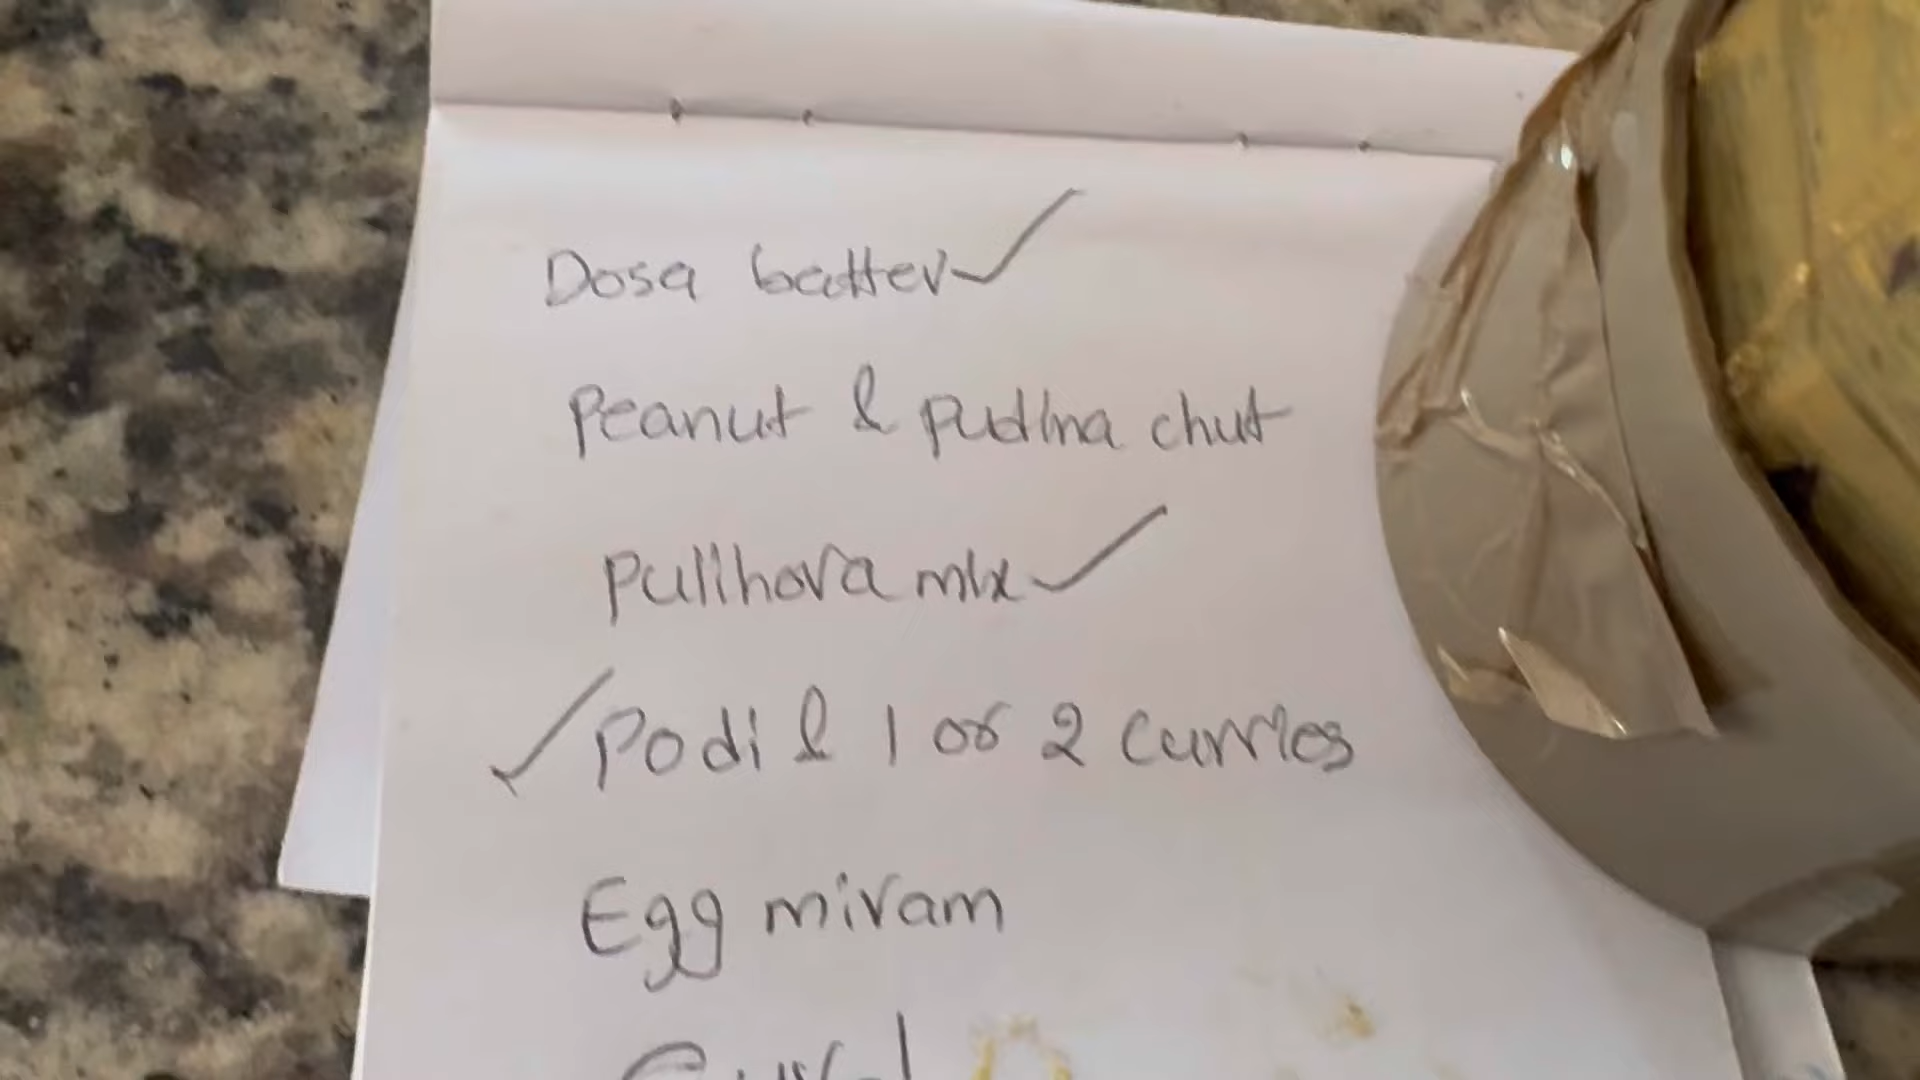 Dosa batter
Peanut & pudina chut
Pulihora mix
Podi & 1 or 2 curries
Egg miram